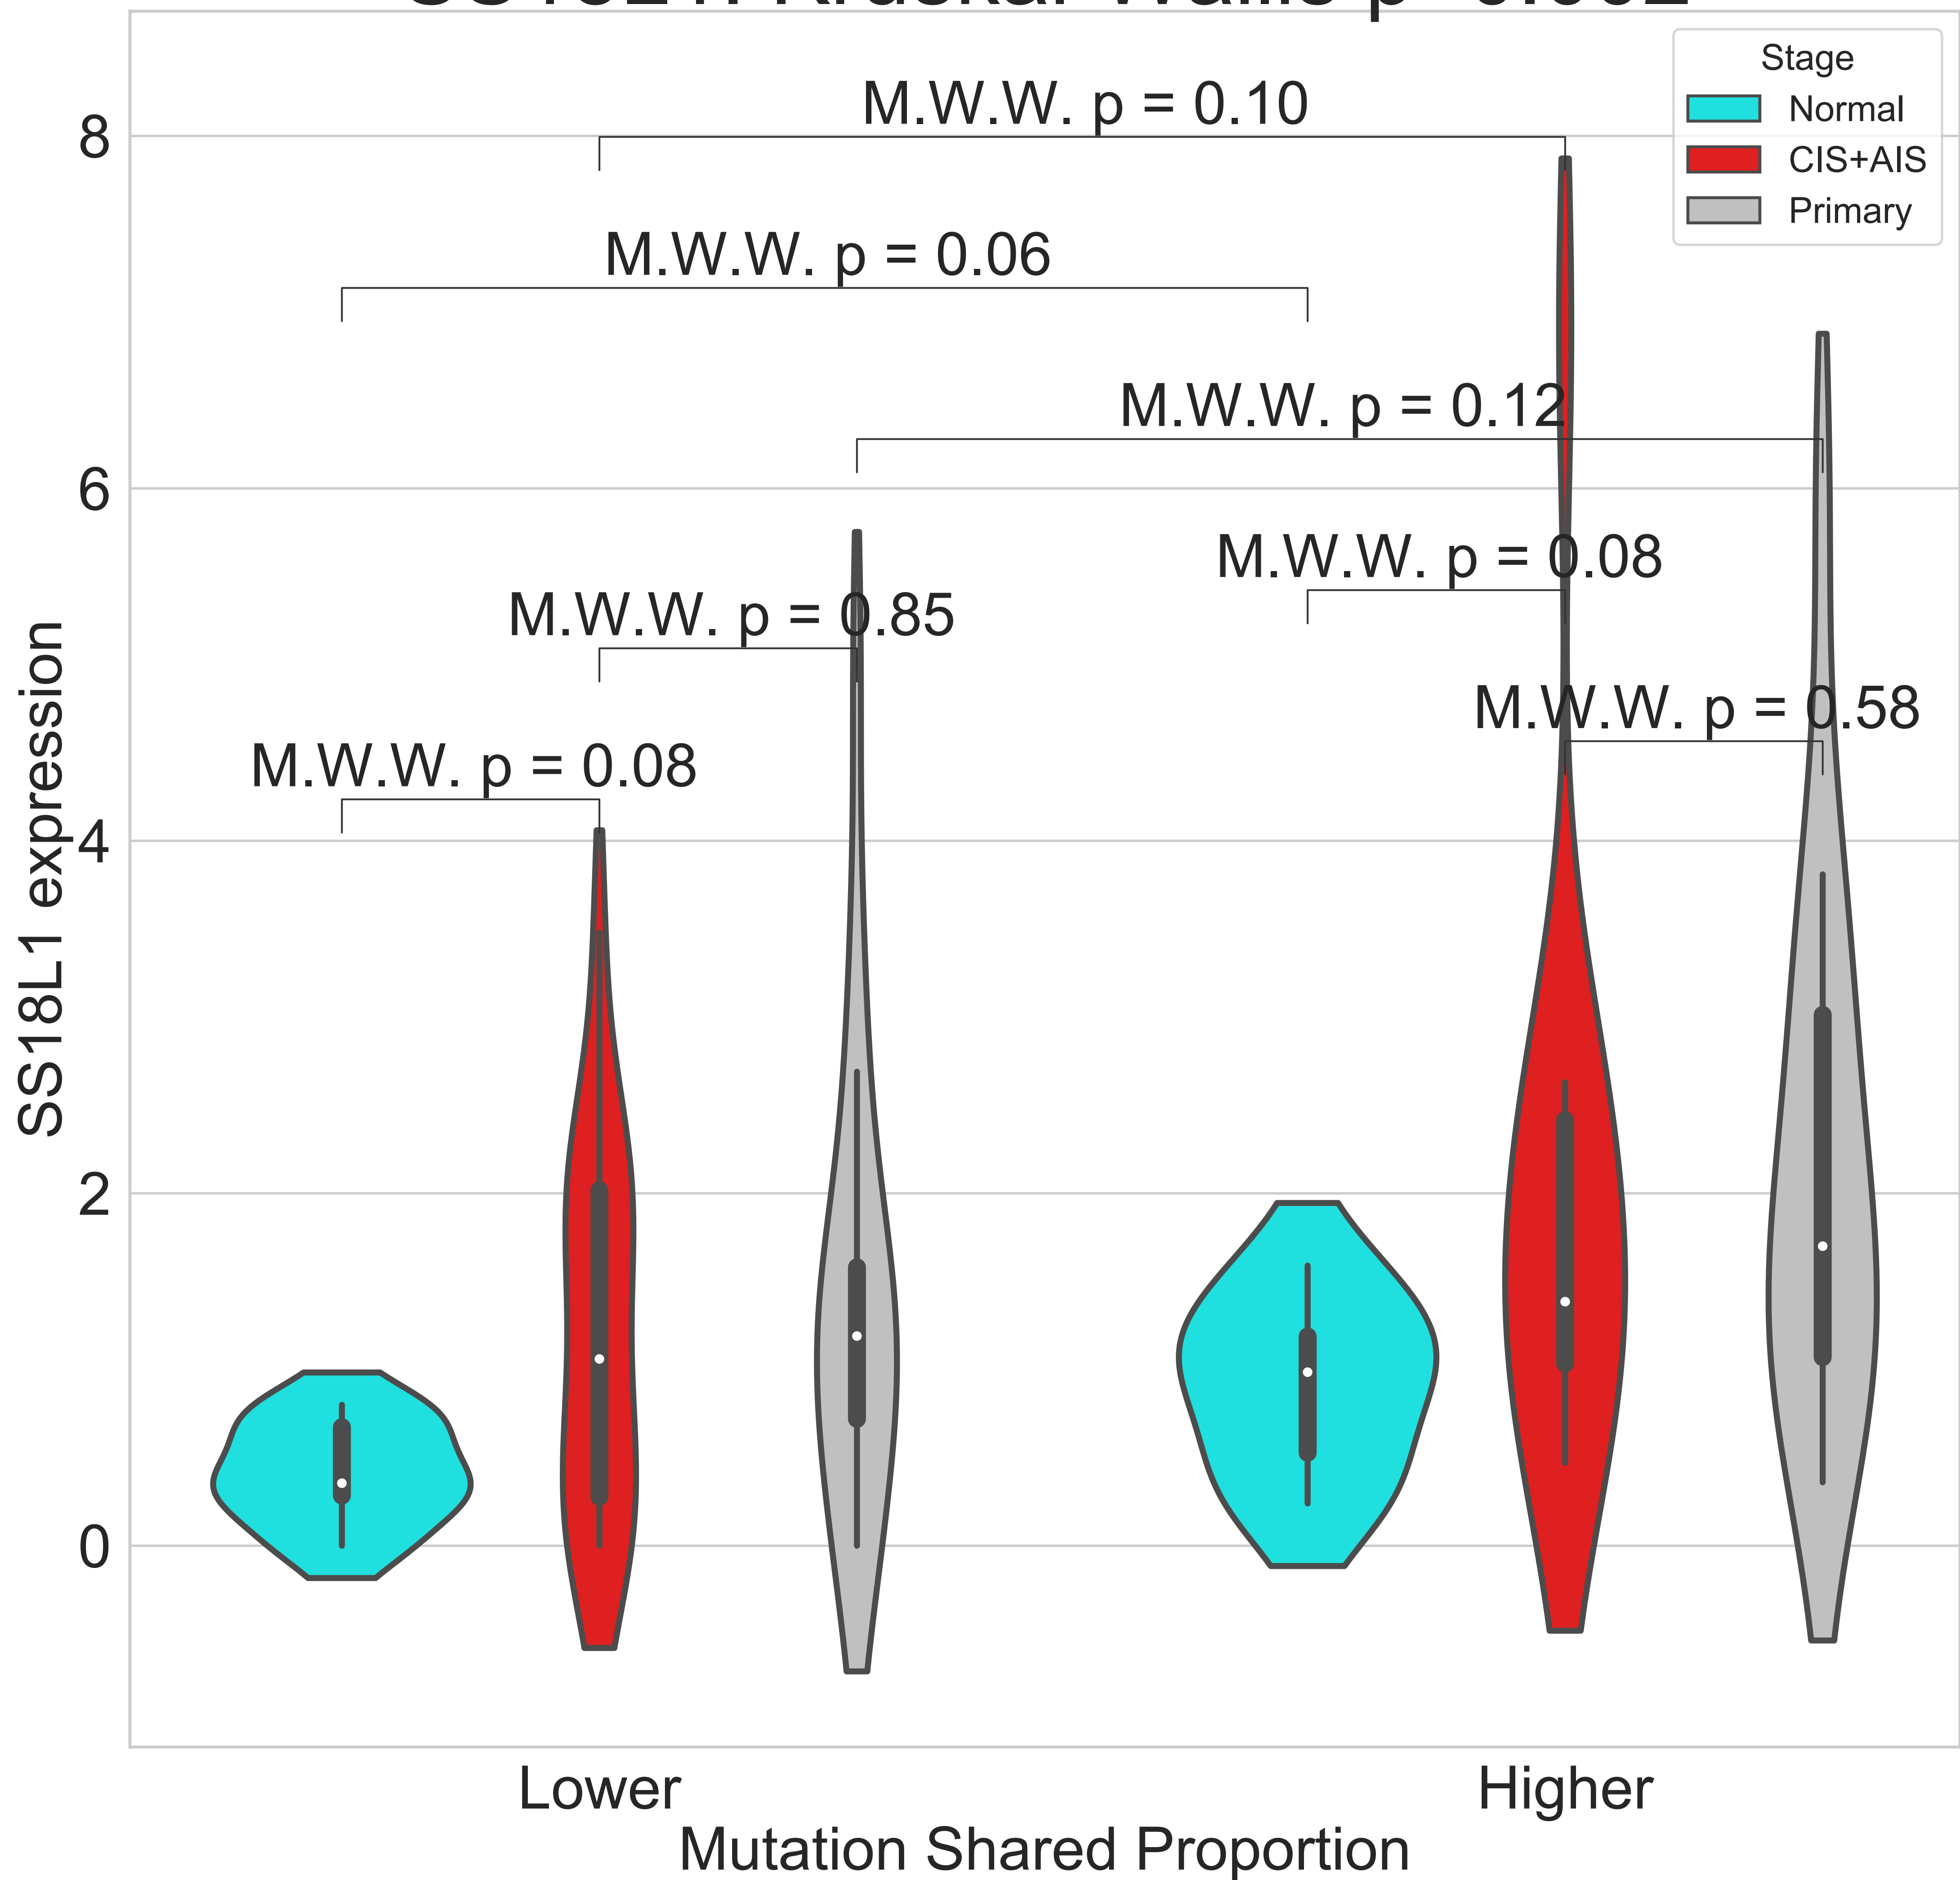 Stage
Normal
CIS+AIS
Primary
M.W.W. p = 0.10
M.W.W. p = 0.06
M.W.W. p = 0.12
M.W.W. p = 0.08
M.W.W. p = 0.85
M.W.W. p = 0.58
M.W.W. p = 0.08
8
6
4
2
0
SS18L1 expression
Lower
Higher
Mutation Shared Proportion